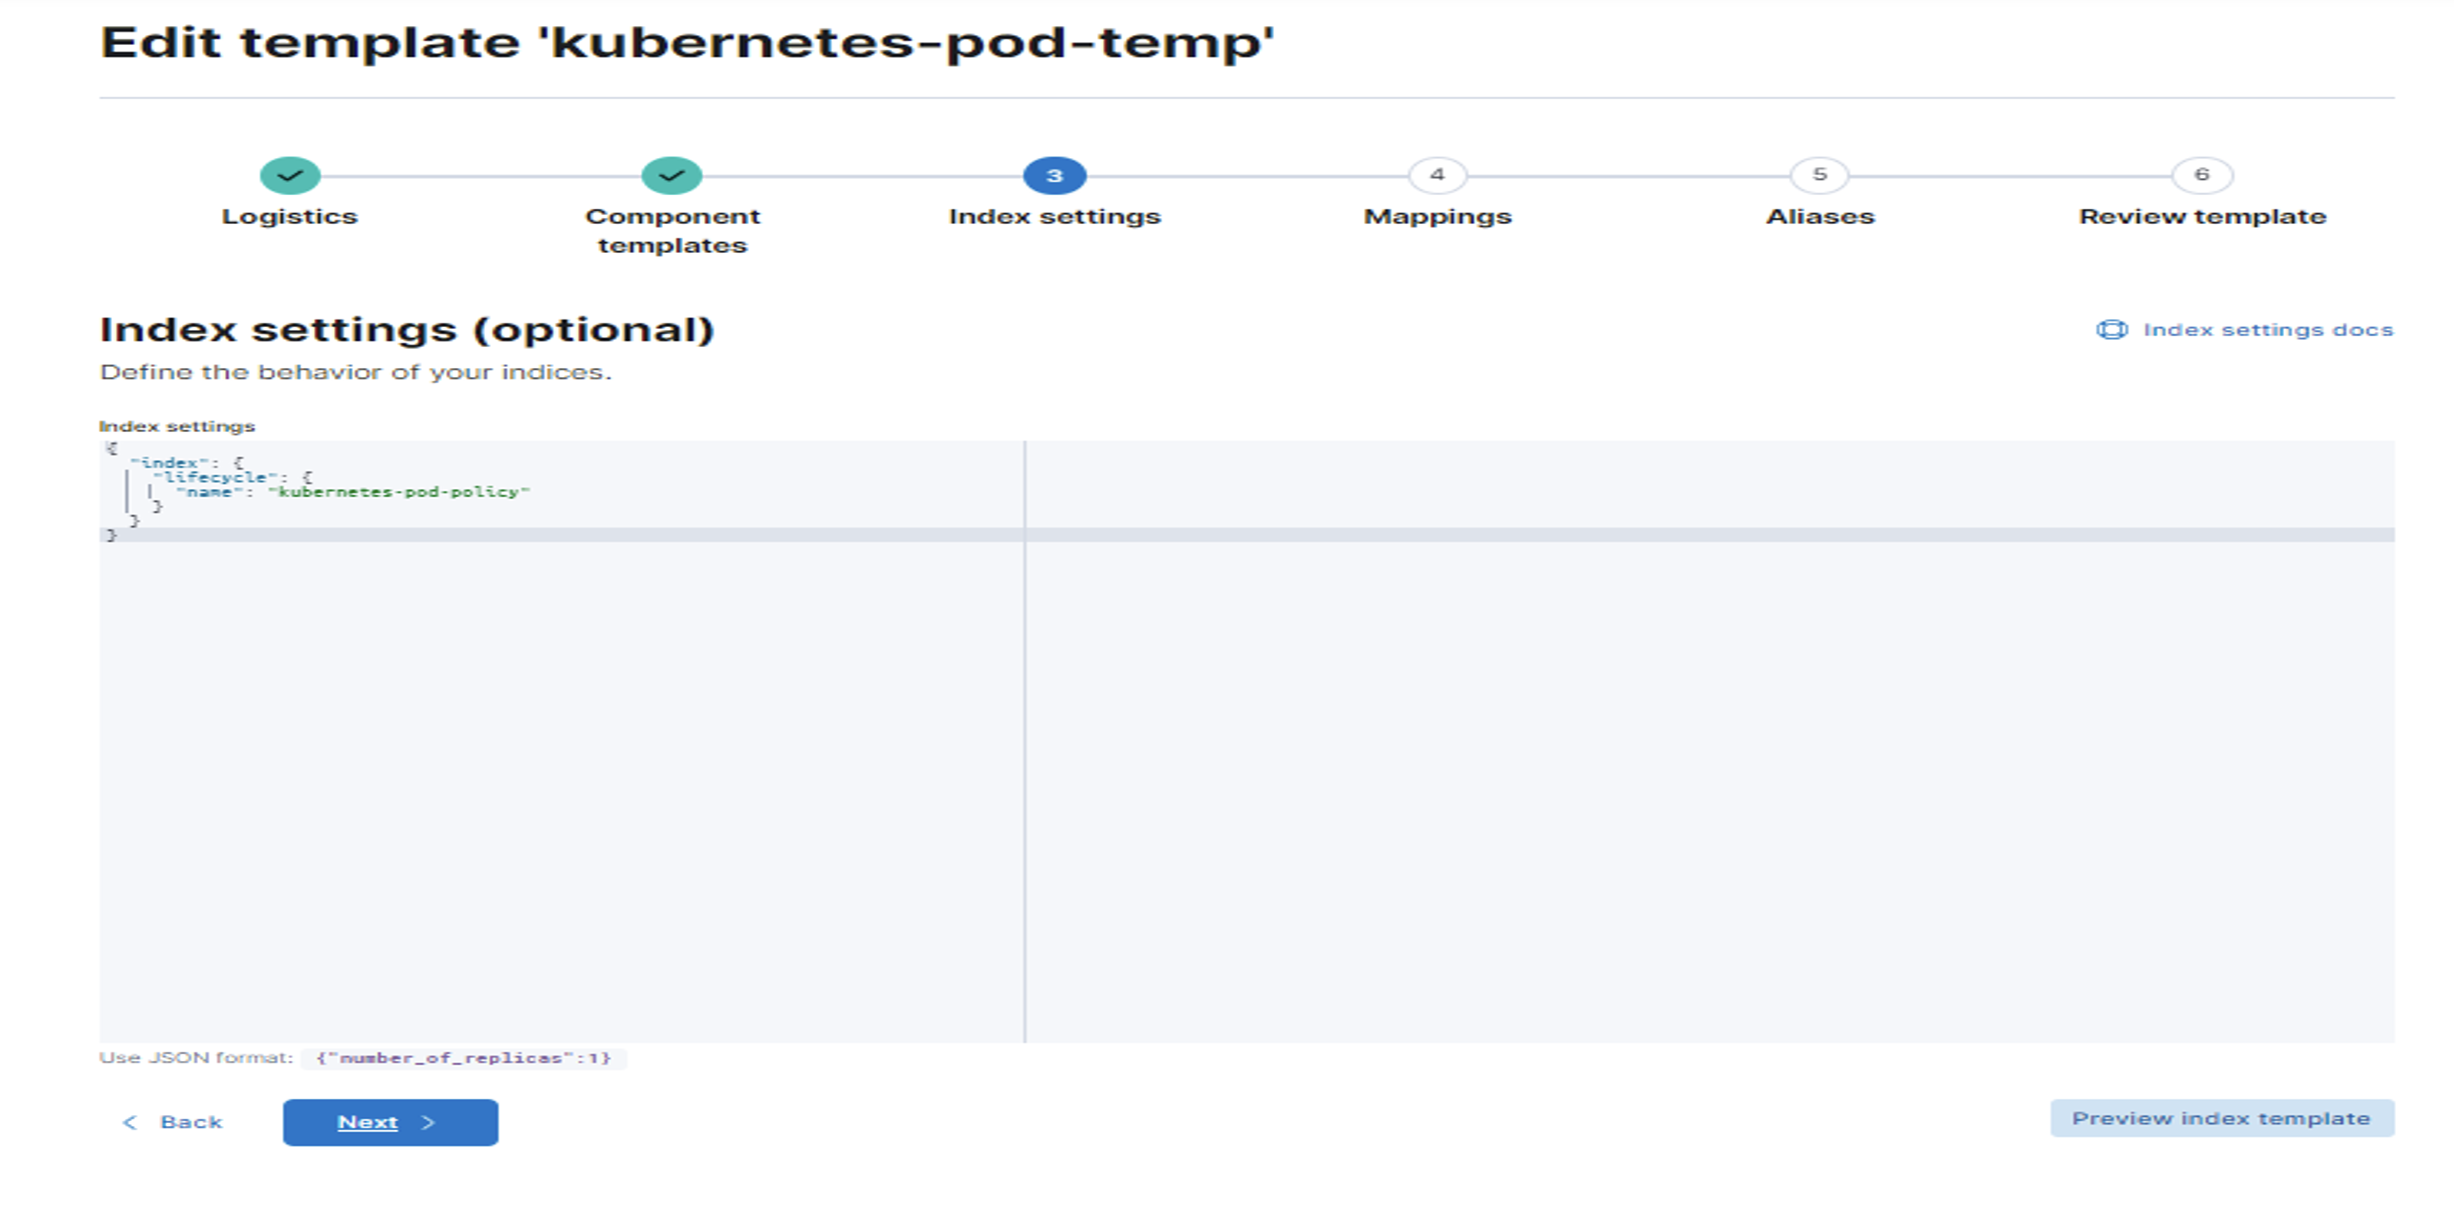 Edit template 'kubernetes-pod-temp'
3
4
5
6
Logistics
Component
templates
Index settings
Mappings
Aliases
Review template
Index settings (optional)
Index settings docs
Define the behavior of your indices.
Index settings
{
"index": {
"lifecycle": {
"name": "kubernetes-pod-policy"
}
}
}
Use JSON format: {"number_of_replicas":1}
< Back
Next >
Preview index template